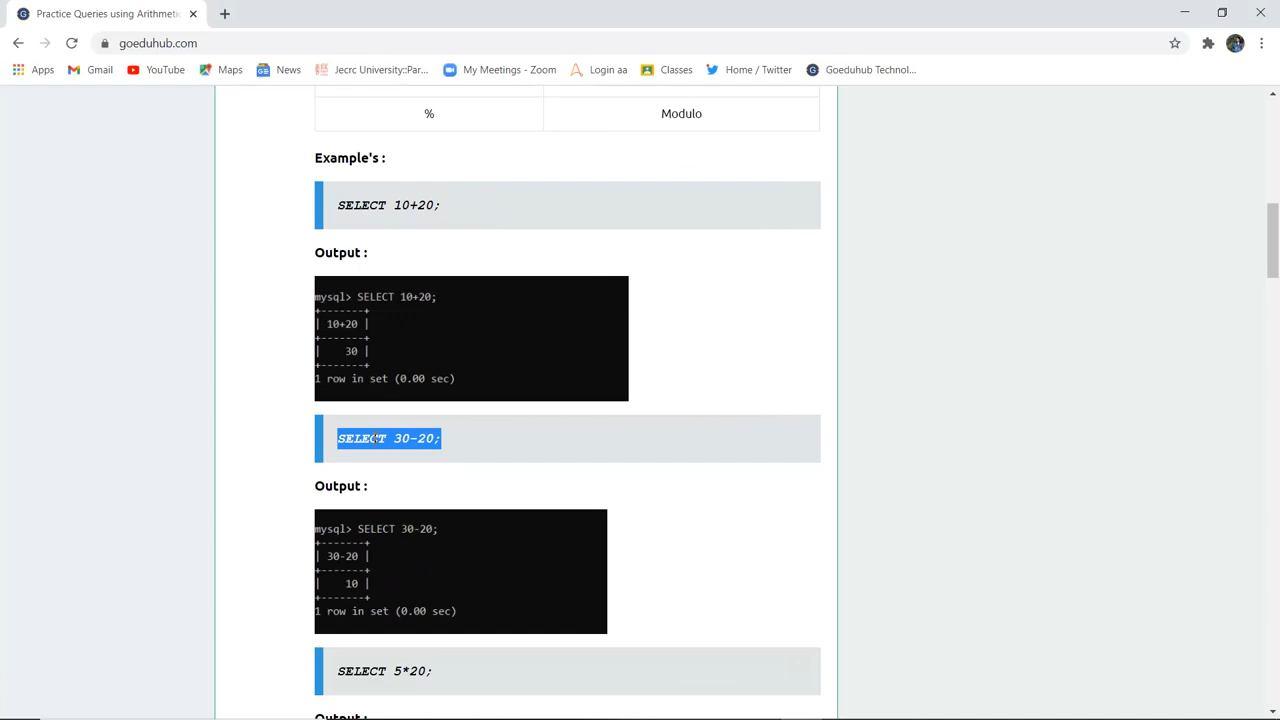 Practice Queries using Arithmetic
goeduhub.com
Apps
Gmail
YouTube
Maps
News
Jecrc University::Par...
My Meetings - Zoom
Login aa
Classes
Home / Twitter
Goeduhub Technol...
% Modulo
Example's :
SELECT 10+20;
Output :
mysql> SELECT 10+20;
+-------+
| 10+20 |
+-------+
| 30 |
+-------+
1 row in set (0.00 sec)
SELECT 30-20;
Output :
mysql> SELECT 30-20;
+-------+
| 30-20 |
+-------+
| 10 |
+-------+
1 row in set (0.00 sec)
SELECT 5*20;
Output :